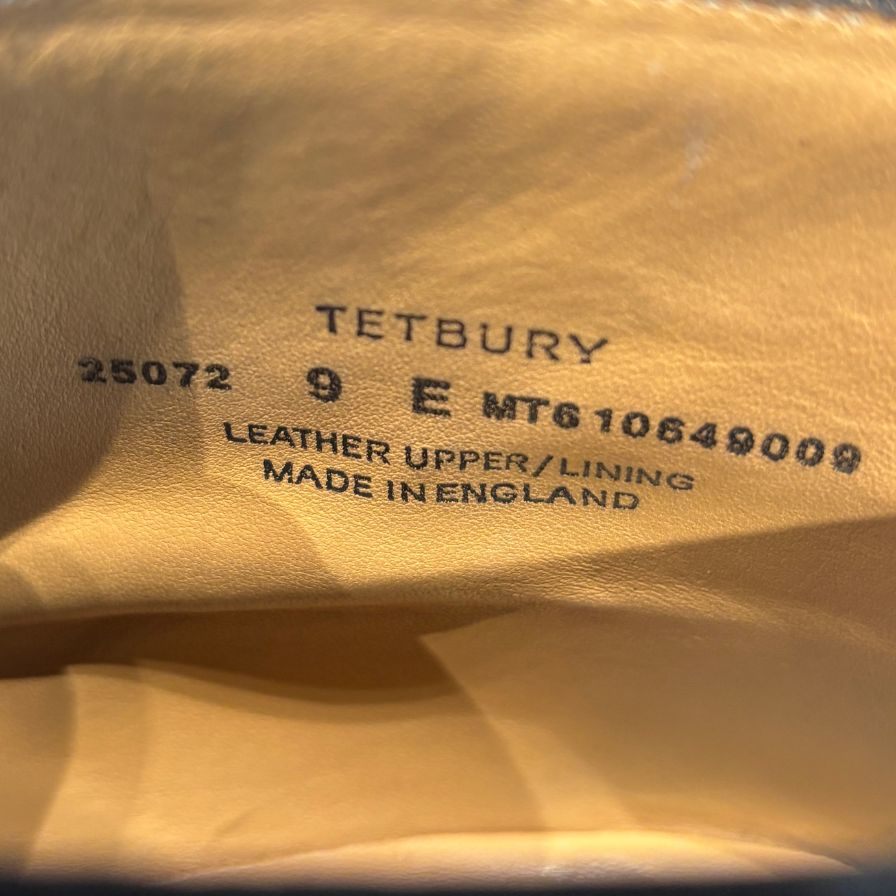 TETBURY
25072 9 E MT610649009
LEATHER UPPER/LINING
MADE IN ENGLAND